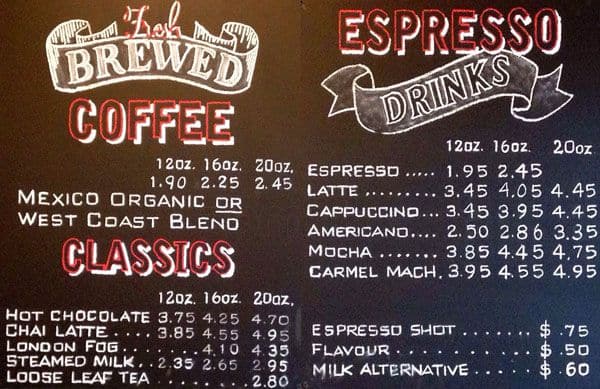 Fresh
BREWED
COFFEE
12oz. 16oz. 20oz.
1.90 2.25 2.45
MEXICO ORGANIC OR
WEST COAST BLEND
CLASSICS
12oz. 16oz. 20oz.
HOT CHOCOLATE 3.75 4.25 4.70
CHAI LATTE .... 3.85 4.55 4.95
LONDON FOG ..... 4.10 4.35
STEAMED MILK .. 2.35 2.65 2.95
LOOSE LEAF TEA ..... 2.80
ESPRESSO
DRINKS
12oz. 16oz. 20oz.
ESPRESSO ..... 1.95 2.45
LATTE ........ 3.45 4.05 4.45
CAPPUCCINO... 3.45 3.95 4.45
AMERICANO.... 2.50 2.86 3.35
MOCHA ....... 3.85 4.45 4.75
CARMEL MACH. 3.95 4.55 4.95
ESPRESSO SHOT ....... $ .75
FLAVOUR .......... $ .50
MILK ALTERNATIVE .... $ .60